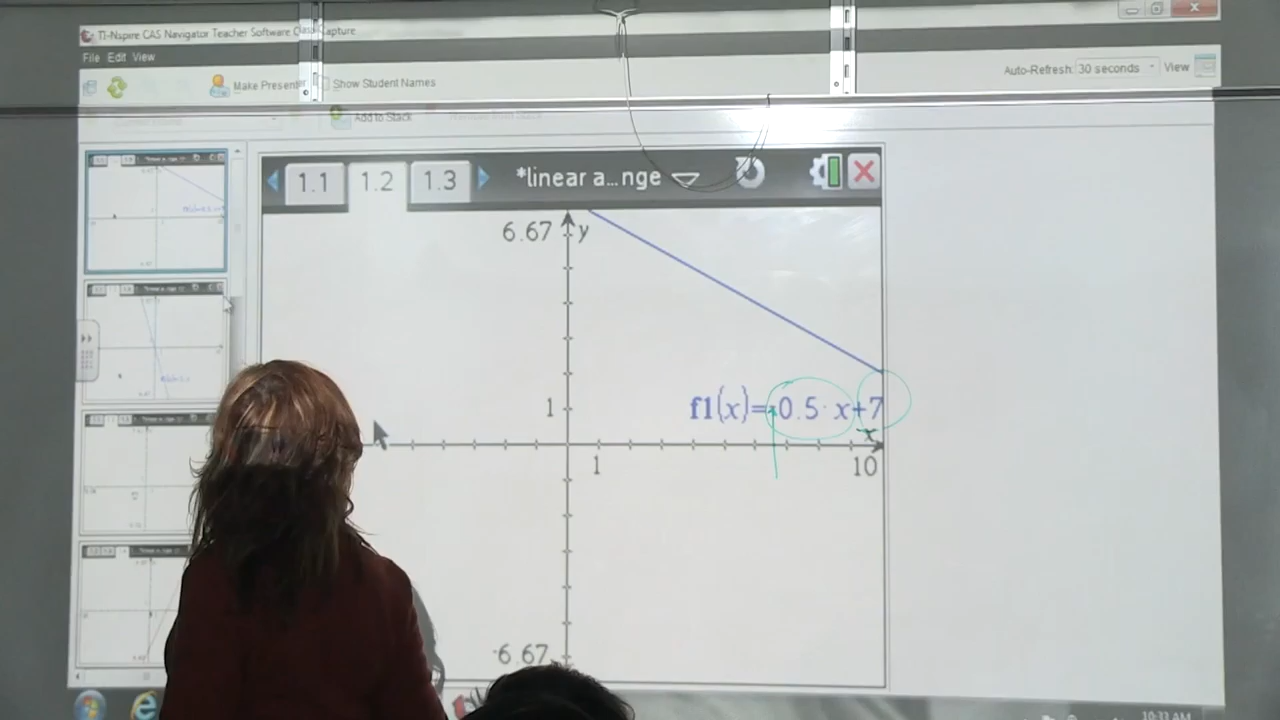 TI-Nspire CAS Navigator Teacher Software Class Capture
File Edit View
Make Presenter
Show Student Names
Auto-Refresh: 30 seconds
View
Add to Stack
1.1
1.2
1.3
*linear a...nge
6.67
y
1
f1(x)=-0.5·x+7
x
1
10
-6.67
10:33 AM